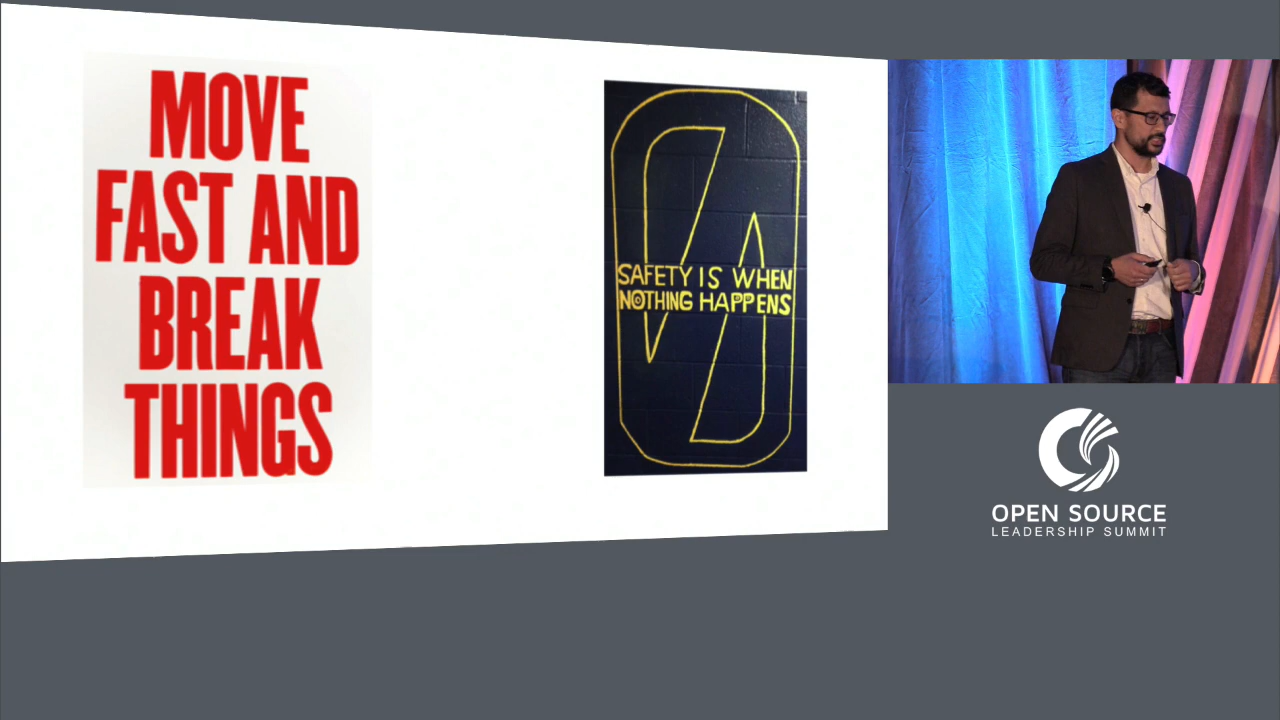 MOVE
FAST AND
BREAK
THINGS
SAFETY IS WHEN
NOTHING HAPPENS
OPEN SOURCE
LEADERSHIP SUMMIT